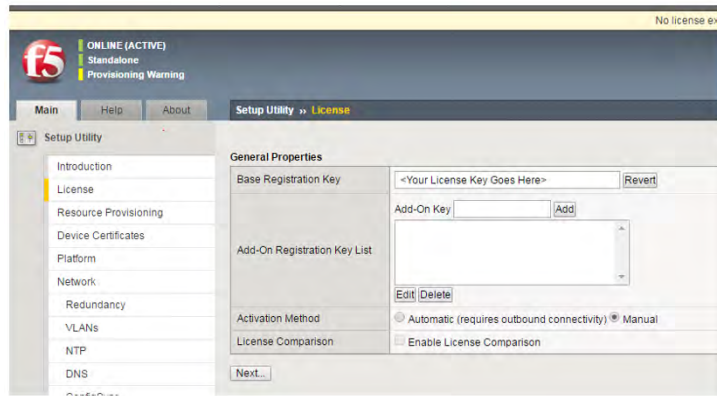 No license ex
f5
ONLINE (ACTIVE)
Standalone
Provisioning Warning
Main
Help
About
Setup Utility » License
Setup Utility
Introduction
License
Resource Provisioning
Device Certificates
Platform
Network
Redundancy
VLANs
NTP
DNS
ConfigSync
General Properties
Base Registration Key
<Your License Key Goes Here>
Revert
Add-On Registration Key List
Add-On Key
Add
Edit Delete
Activation Method
Automatic (requires outbound connectivity) Manual
License Comparison
Enable License Comparison
Next...